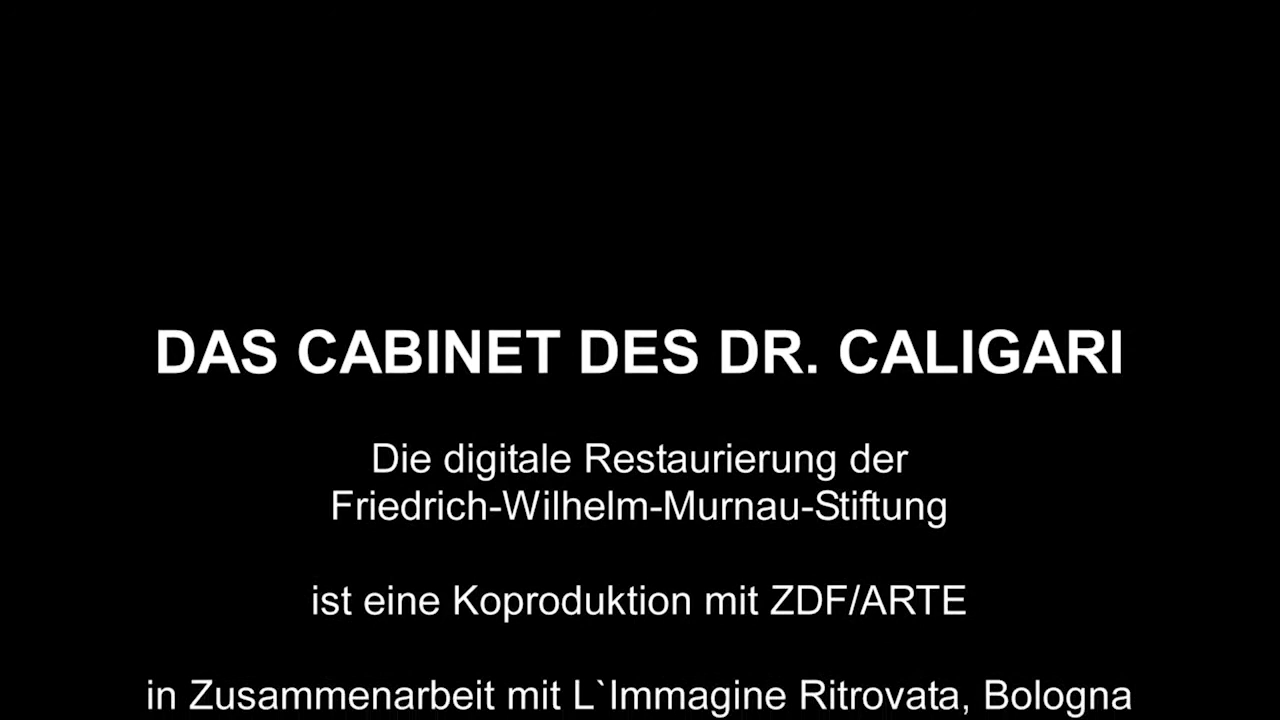 DAS CABINET DES DR. CALIGARI
Die digitale Restaurierung der
Friedrich-Wilhelm-Murnau-Stiftung
ist eine Koproduktion mit ZDF/ARTE
in Zusammenarbeit mit L`Immagine Ritrovata, Bologna